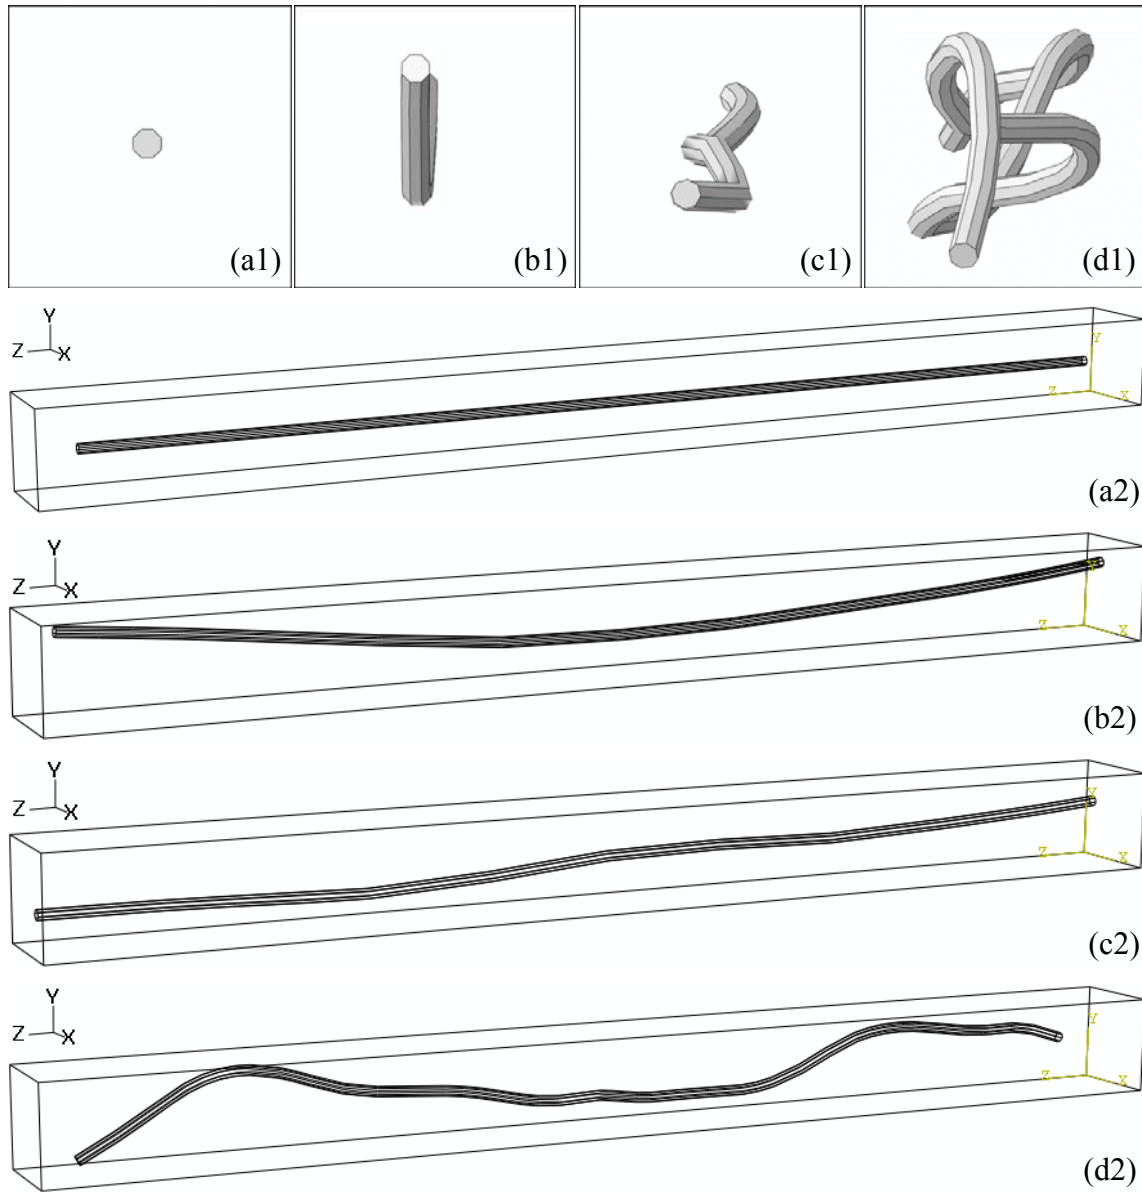 (a1) (b1) (c1) (d1)
Y
Z X
Y
Z X
(a2)
Y
Z X
Y
Z X
(b2)
Y
Z X
Y
Z X
(c2)
Y
Z X
Y
Z X
(d2)